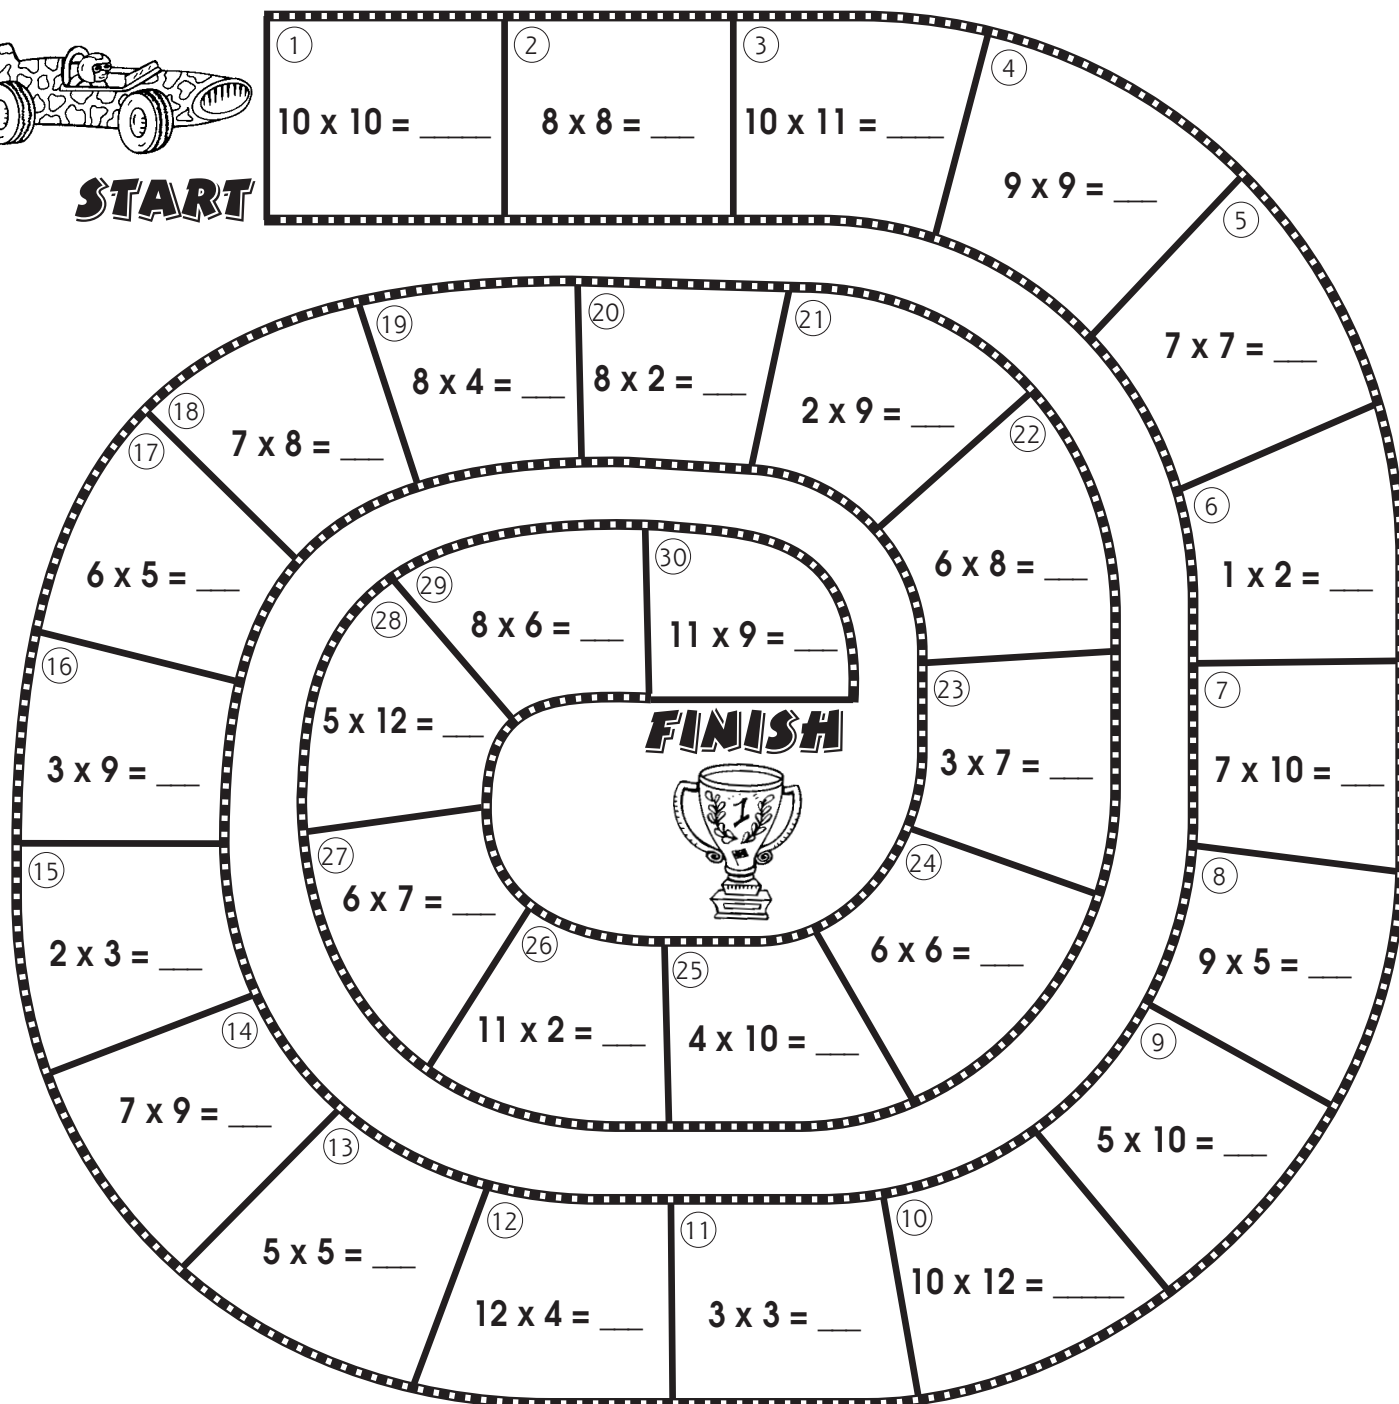 START
1
10 x 10 = _____
2
8 x 8 = ___
3
10 x 11 = ____
4
9 x 9 = ___
5
7 x 7 = ___
6
1 x 2 = ___
7
7 x 10 = ___
8
9 x 5 = ___
9
5 x 10 = ___
10
10 x 12 = _____
11
3 x 3 = ___
12
12 x 4 = ___
13
5 x 5 = ___
14
7 x 9 = ___
15
2 x 3 = ___
16
3 x 9 = ___
17
6 x 5 = ___
18
7 x 8 = ___
19
8 x 4 = ___
20
8 x 2 = ___
21
2 x 9 = ___
22
6 x 8 = ___
23
3 x 7 = ___
24
6 x 6 = ___
25
4 x 10 = ___
26
11 x 2 = ___
27
6 x 7 = ___
28
5 x 12 = ___
29
8 x 6 = ___
30
11 x 9 = ___
FINISH
1